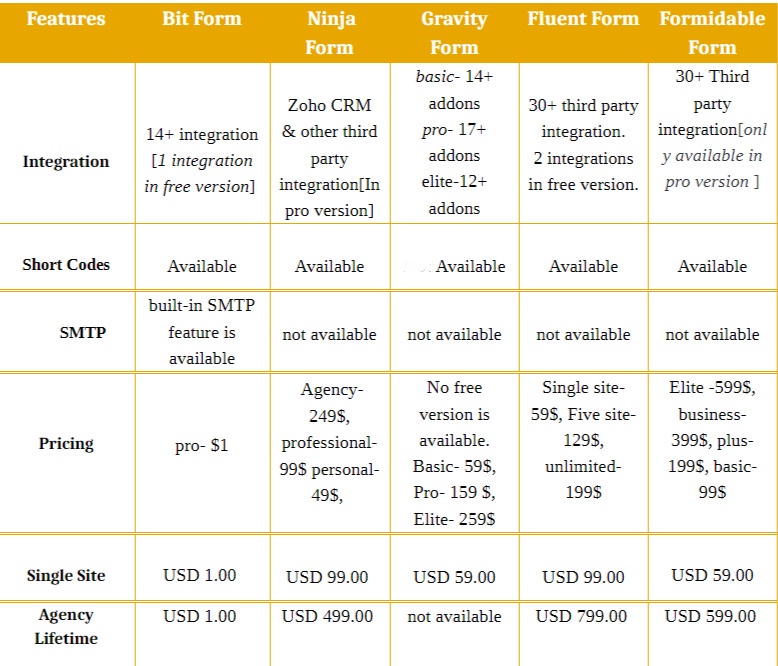 Features
Bit Form
Ninja
Form
Gravity
Form
Fluent Form
Formidable
Form
Integration
14+ integration
[1 integration
in free version]
Zoho CRM
& other third
party
integration[In
pro version]
basic- 14+
addons
pro- 17+
addons
elite-12+
addons
30+ third party
integration.
2 integrations
in free version.
30+ Third
party
integration[onl
y available in
pro version ]
Short Codes
Available
Available
Available
Available
Available
SMTP
built-in SMTP
feature is
available
not available
not available
not available
not available
Pricing
pro- $1
Agency-
249$,
professional-
99$ personal-
49$,
No free
version is
available.
Basic- 59$,
Pro- 159 $,
Elite- 259$
Single site-
59$, Five site-
129$,
unlimited-
199$
Elite -599$,
business-
399$, plus-
199$, basic-
99$
Single Site
USD 1.00
USD 99.00
USD 59.00
USD 99.00
USD 59.00
Agency
Lifetime
USD 1.00
USD 499.00
not available
USD 799.00
USD 599.00